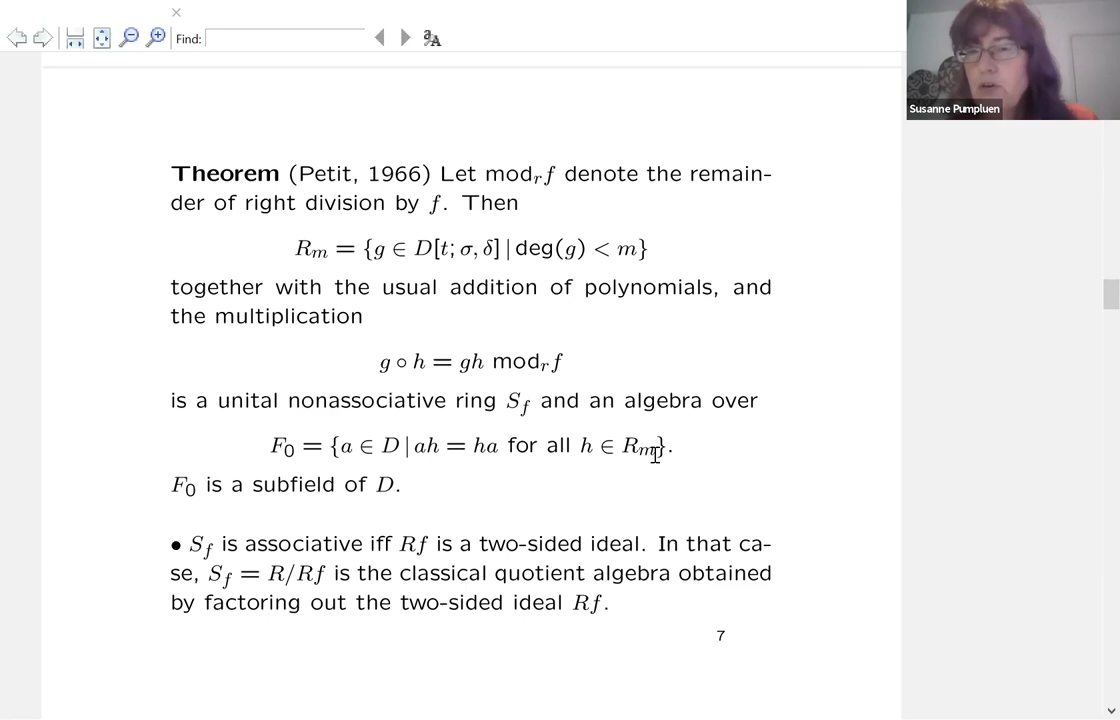 Find:
Susanne Pumpluen
Theorem (Petit, 1966) Let mod_r f denote the remain-
der of right division by f. Then
R_m = {g ∈ D[t; σ, δ] | deg(g) < m}
together with the usual addition of polynomials, and
the multiplication
g ∘ h = gh mod_r f
is a unital nonassociative ring S_f and an algebra over
F_0 = {a ∈ D | ah = ha for all h ∈ R_m}.
F_0 is a subfield of D.
• S_f is associative iff Rf is a two-sided ideal. In that ca-
se, S_f = R/Rf is the classical quotient algebra obtained
by factoring out the two-sided ideal Rf.
7